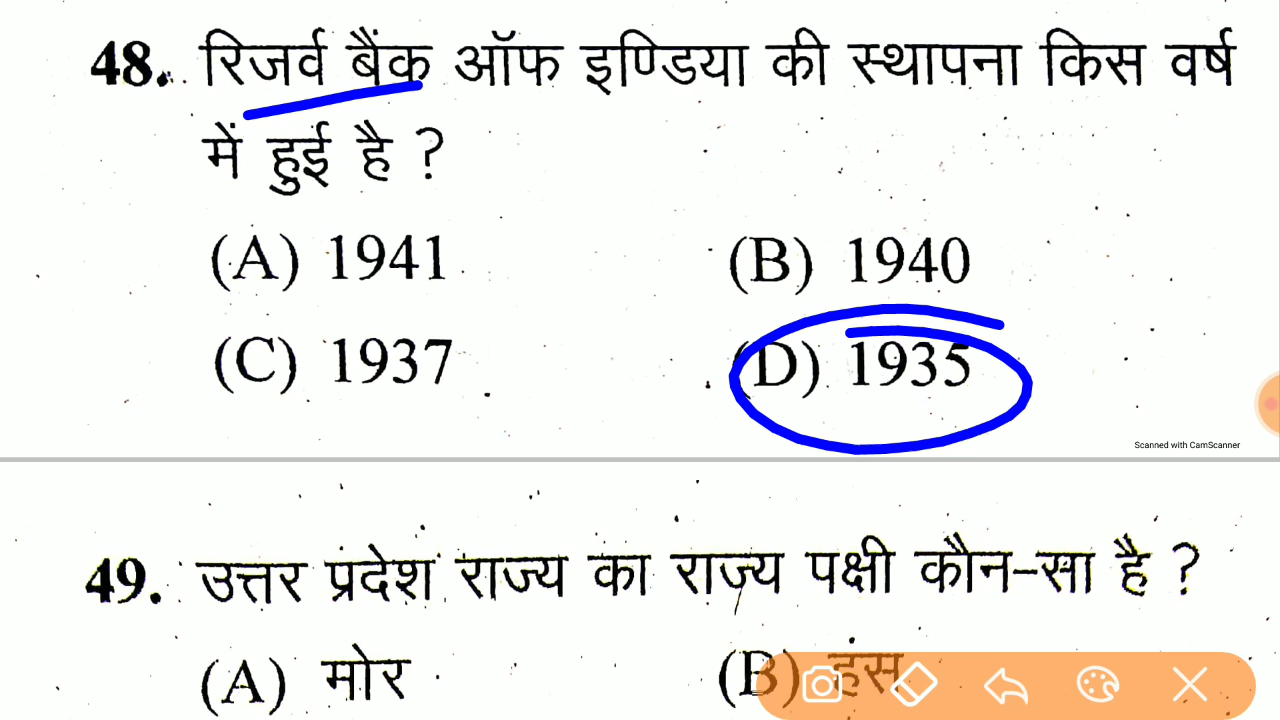 48. रिजर्व बैंक ऑफ इण्डिया की स्थापना किस वर्ष
में हुई है ?
(A) 1941 (B) 1940
(C) 1937 (D) 1935
Scanned with CamScanner
49. उत्तर प्रदेश राज्य का राज्य पक्षी कौन-सा है ?
(A) मोर (B) हंस